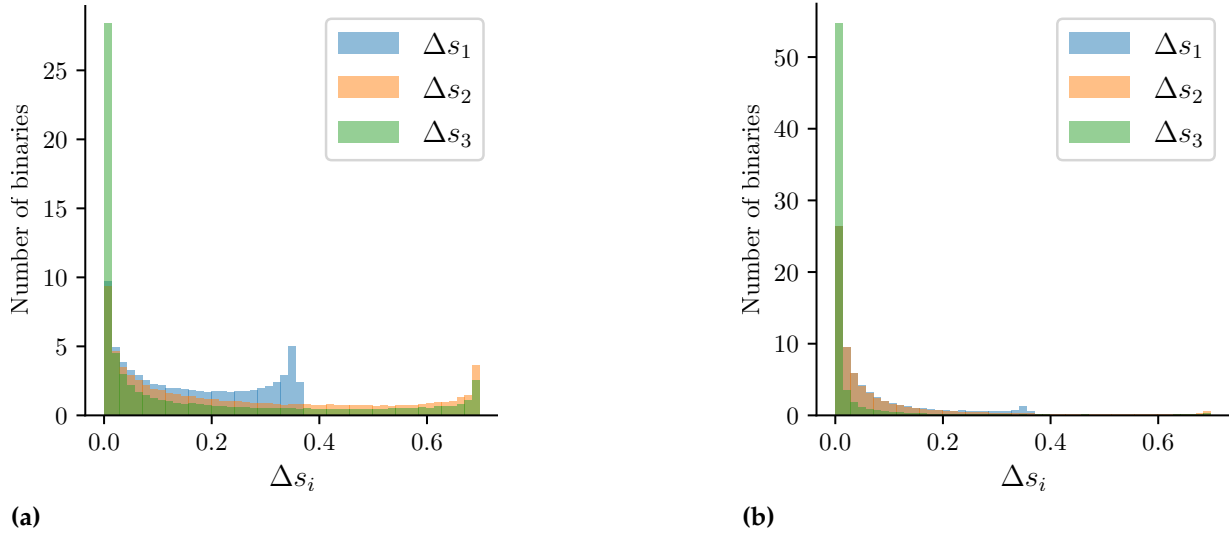 Number of binaries
25
20
15
10
5
0
0.0 0.2 0.4 0.6
Δs₁
Δs₂
Δs₃
Δsᵢ
(a)
Number of binaries
50
40
30
20
10
0
0.0 0.2 0.4 0.6
Δs₁
Δs₂
Δs₃
Δsᵢ
(b)